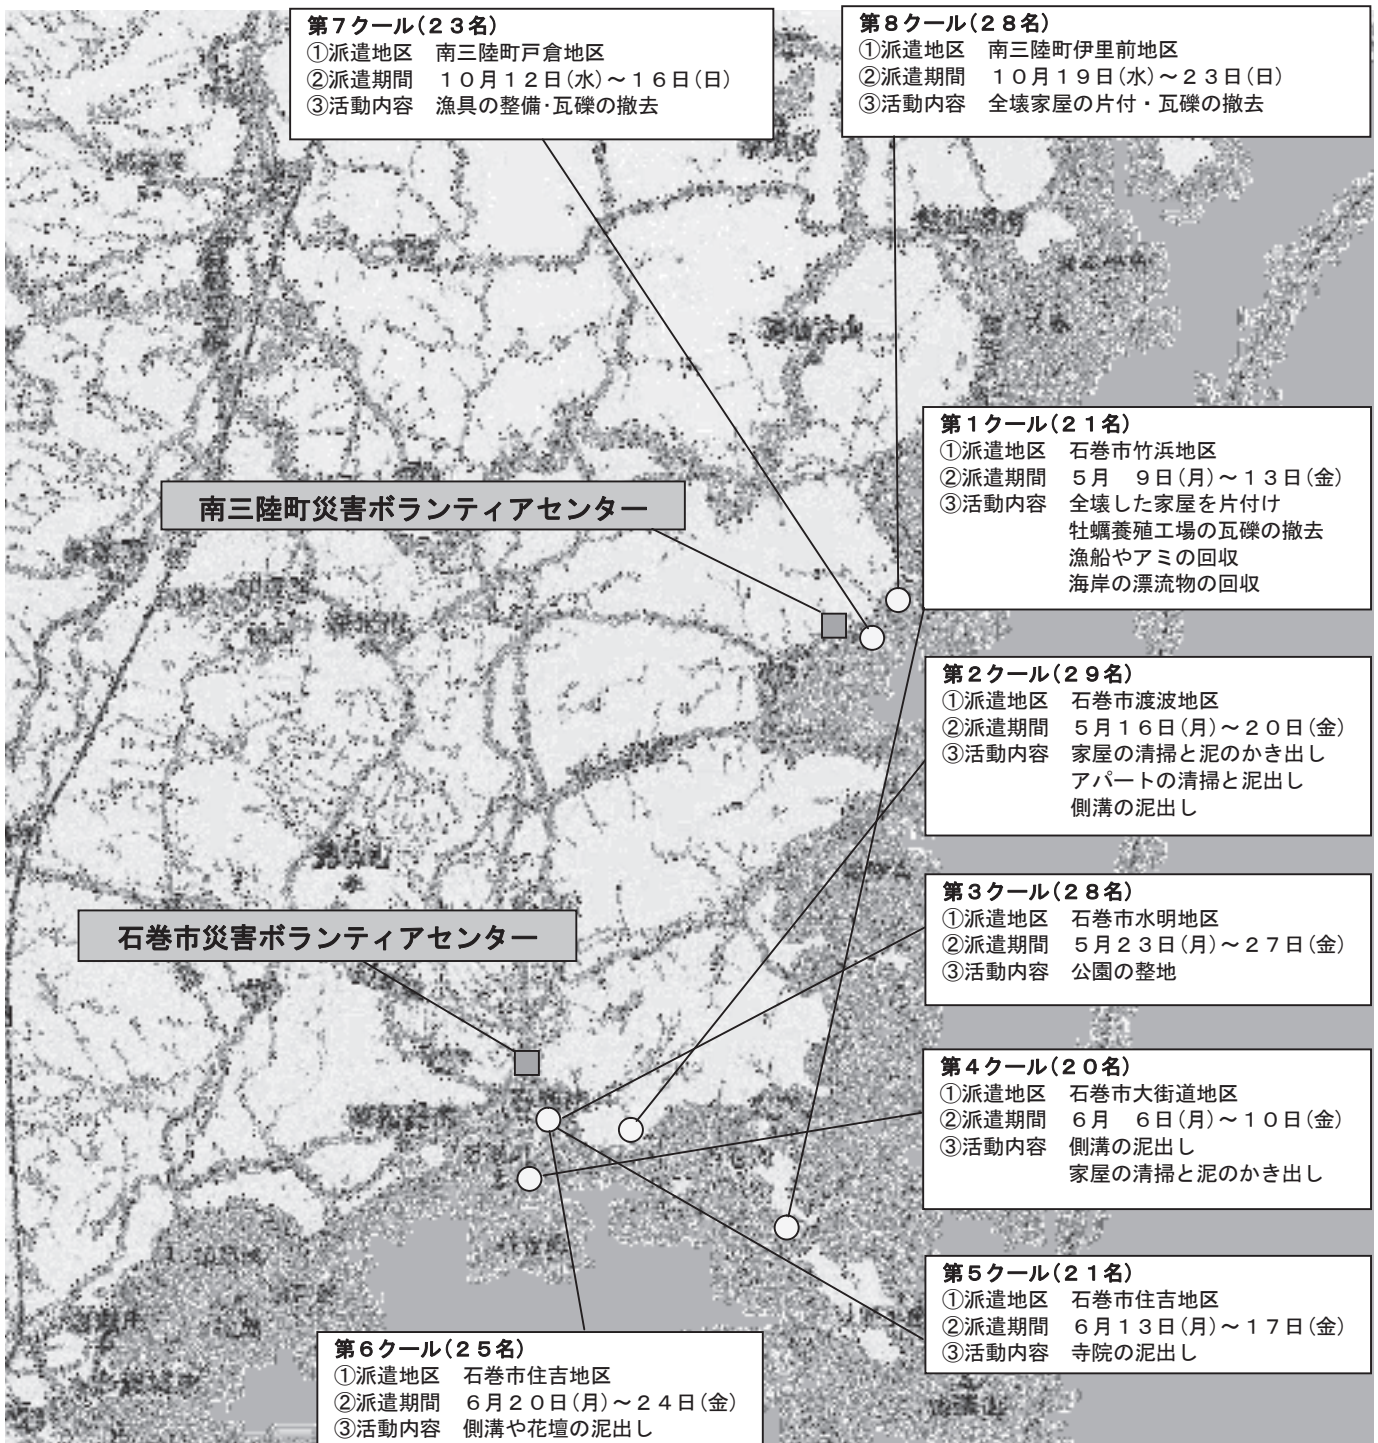 第７クール（２３名）
①派遣地区　南三陸町戸倉地区
②派遣期間　１０月１２日（水）～１６日（日）
③活動内容　漁具の整備・瓦礫の撤去
第８クール（２８名）
①派遣地区　南三陸町伊里前地区
②派遣期間　１０月１９日（水）～２３日（日）
③活動内容　全壊家屋の片付・瓦礫の撤去
第１クール（２１名）
①派遣地区　石巻市竹浜地区
②派遣期間　５月　９日（月）～１３日（金）
③活動内容　全壊した家屋を片付け
牡蠣養殖工場の瓦礫の撤去
漁船やアミの回収
海岸の漂流物の回収
南三陸町災害ボランティアセンター
第２クール（２９名）
①派遣地区　石巻市渡波地区
②派遣期間　５月１６日（月）～２０日（金）
③活動内容　家屋の清掃と泥のかき出し
アパートの清掃と泥出し
側溝の泥出し
第３クール（２８名）
①派遣地区　石巻市水明地区
②派遣期間　５月２３日（月）～２７日（金）
③活動内容　公園の整地
石巻市災害ボランティアセンター
第４クール（２０名）
①派遣地区　石巻市大街道地区
②派遣期間　６月　６日（月）～１０日（金）
③活動内容　側溝の泥出し
家屋の清掃と泥のかき出し
第５クール（２１名）
①派遣地区　石巻市住吉地区
②派遣期間　６月１３日（月）～１７日（金）
③活動内容　寺院の泥出し
第６クール（２５名）
①派遣地区　石巻市住吉地区
②派遣期間　６月２０日（月）～２４日（金）
③活動内容　側溝や花壇の泥出し